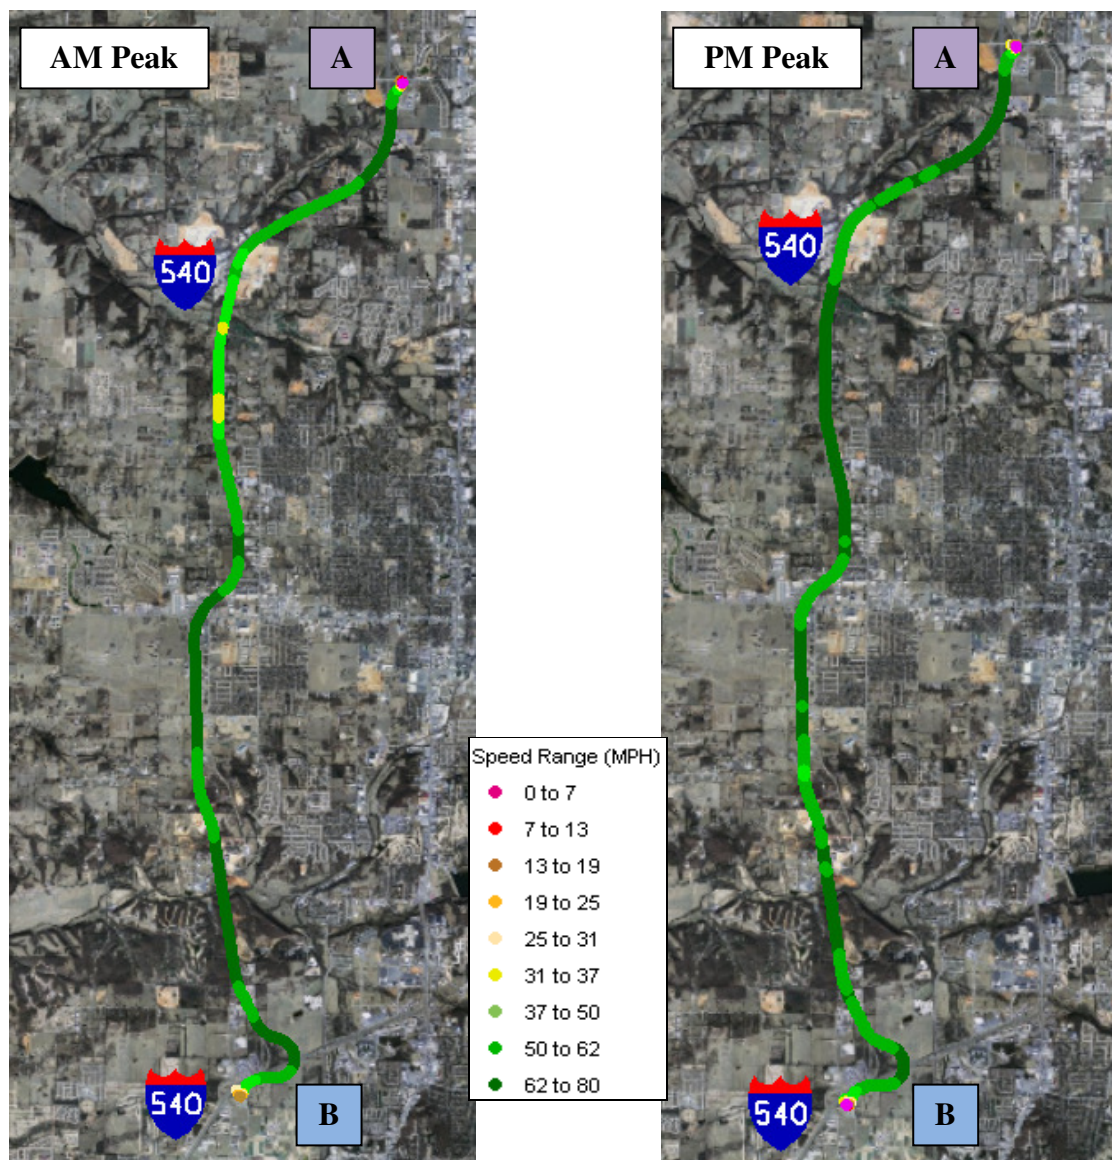 AM Peak
A
PM Peak
A
540
540
Speed Range (MPH)
0 to 7
7 to 13
13 to 19
19 to 25
25 to 31
31 to 37
37 to 50
50 to 62
62 to 80
540
B
540
B